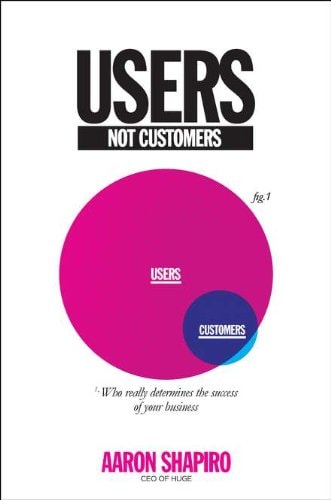 USERS
NOT CUSTOMERS
fig.1
USERS
CUSTOMERS
1. Who really determines the success
of your business
AARON SHAPIRO
CEO OF HUGE